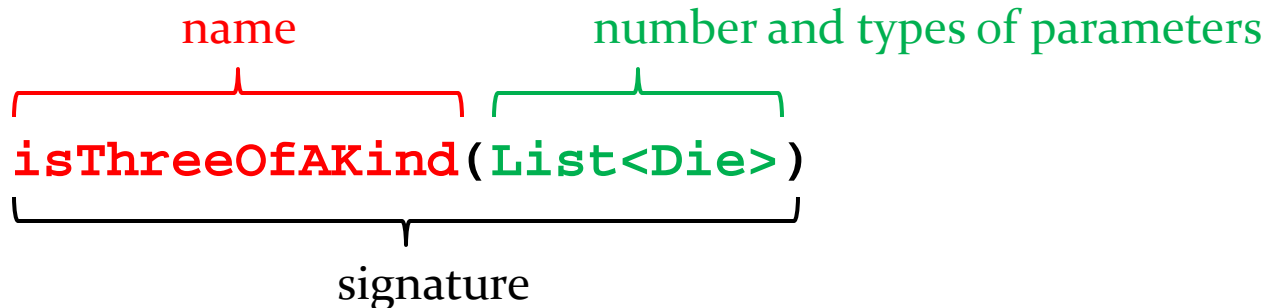 name number and types of parameters
isThreeOfAKind(List<Die>)
signature